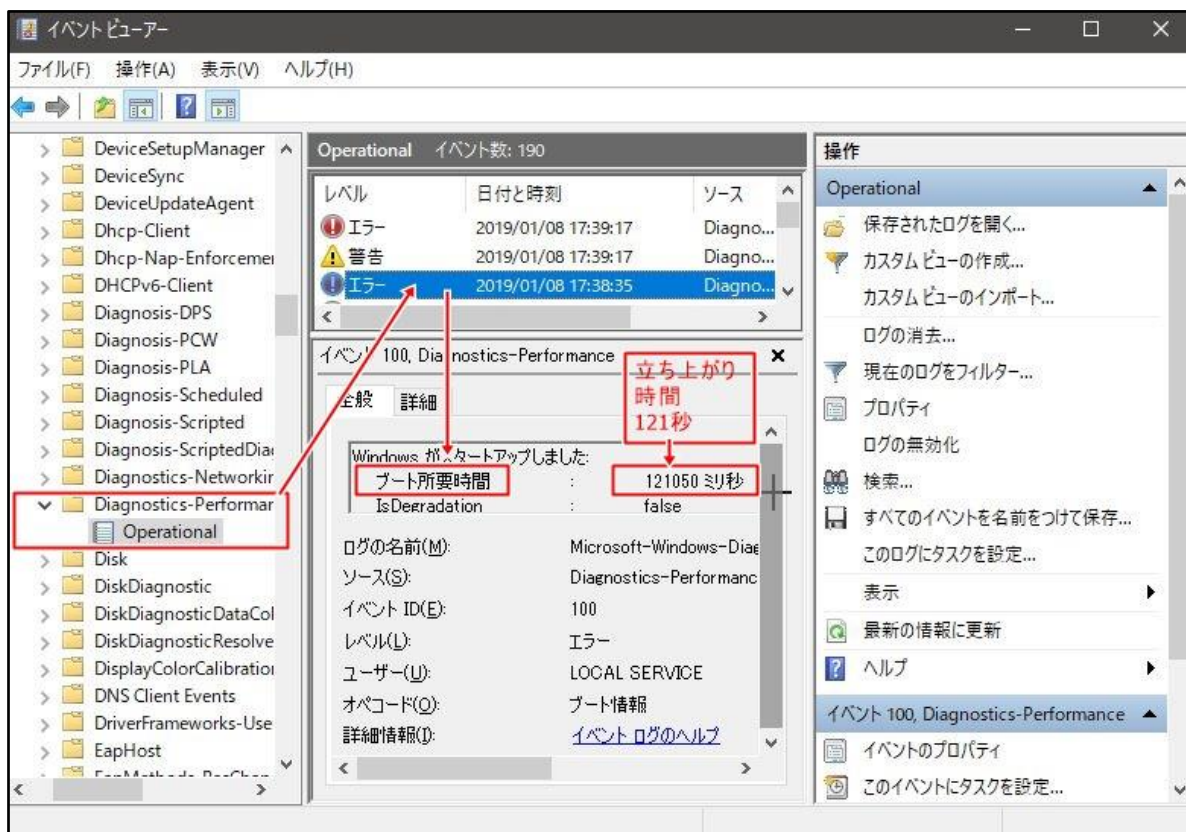 イベント ビューアー
ファイル(F) 操作(A) 表示(V) ヘルプ(H)
DeviceSetupManager
DeviceSync
DeviceUpdateAgent
Dhcp-Client
Dhcp-Nap-Enforcemen
DHCPv6-Client
Diagnosis-DPS
Diagnosis-PCW
Diagnosis-PLA
Diagnosis-Scheduled
Diagnosis-Scripted
Diagnosis-ScriptedDia
Diagnostics-Networkin
Diagnostics-Performar
Operational
Disk
DiskDiagnostic
DiskDiagnosticDataCol
DiskDiagnosticResolve
DisplayColorCalibration
DNS Client Events
DriverFrameworks-Use
EapHost
Operational イベント数: 190
レベル 日付と時刻 ソース
エラー 2019/01/08 17:39:17 Diagno...
警告 2019/01/08 17:39:17 Diagno...
エラー 2019/01/08 17:38:35 Diagno...
イベント 100, Diagnostics-Performance
立ち上がり
時間
121秒
全般 詳細
Windows がスタートアップしました:
ブート所要時間 : 121050 ミリ秒
IsDegradation : false
ログの名前(M): Microsoft-Windows-Diag
ソース(S): Diagnostics-Performanc
イベント ID(E): 100
レベル(L): エラー
ユーザー(U): LOCAL SERVICE
オペコード(O): ブート情報
詳細情報(I): イベント ログのヘルプ
操作
Operational
保存されたログを開く...
カスタム ビューの作成...
カスタム ビューのインポート...
ログの消去...
現在のログをフィルター...
プロパティ
ログの無効化
検索...
すべてのイベントを名前をつけて保存...
このログにタスクを設定...
表示
最新の情報に更新
ヘルプ
イベント 100, Diagnostics-Performance
イベントのプロパティ
このイベントにタスクを設定...